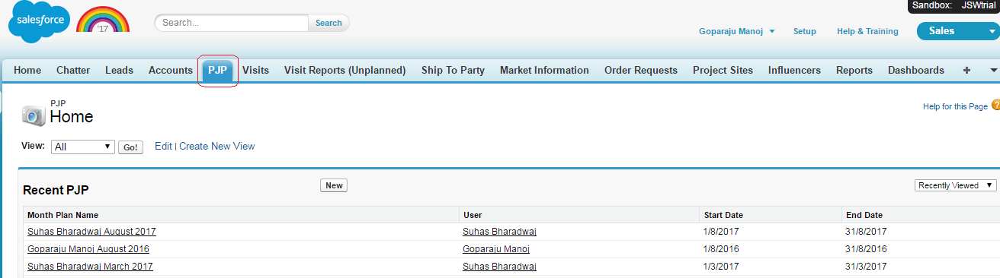 Sandbox: JSWtrial
salesforce
'17
Search...
Search
Goparaju Manoj
Setup
Help & Training
Sales
Home Chatter Leads Accounts PJP Visits Visit Reports (Unplanned) Ship To Party Market Information Order Requests Project Sites Influencers Reports Dashboards +
PJP
Home
Help for this Page ?
View: All Go! Edit | Create New View
Recent PJP New Recently Viewed
Month Plan Name User Start Date End Date
Suhas Bharadwaj August 2017 Suhas Bharadwaj 1/8/2017 31/8/2017
Goparaju Manoj August 2016 Goparaju Manoj 1/8/2016 31/8/2016
Suhas Bharadwaj March 2017 Suhas Bharadwaj 1/3/2017 31/3/2017